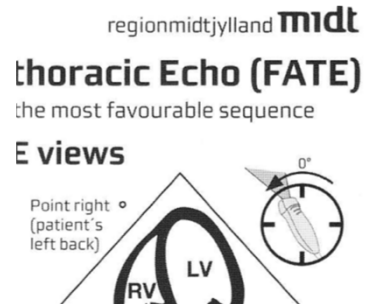 regionmidtjylland midt
thoracic Echo (FATE)
the most favourable sequence
E views
0°
Point right
(patient´s
left back)
LV
RV